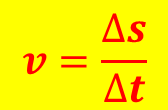 v = Δs / Δt